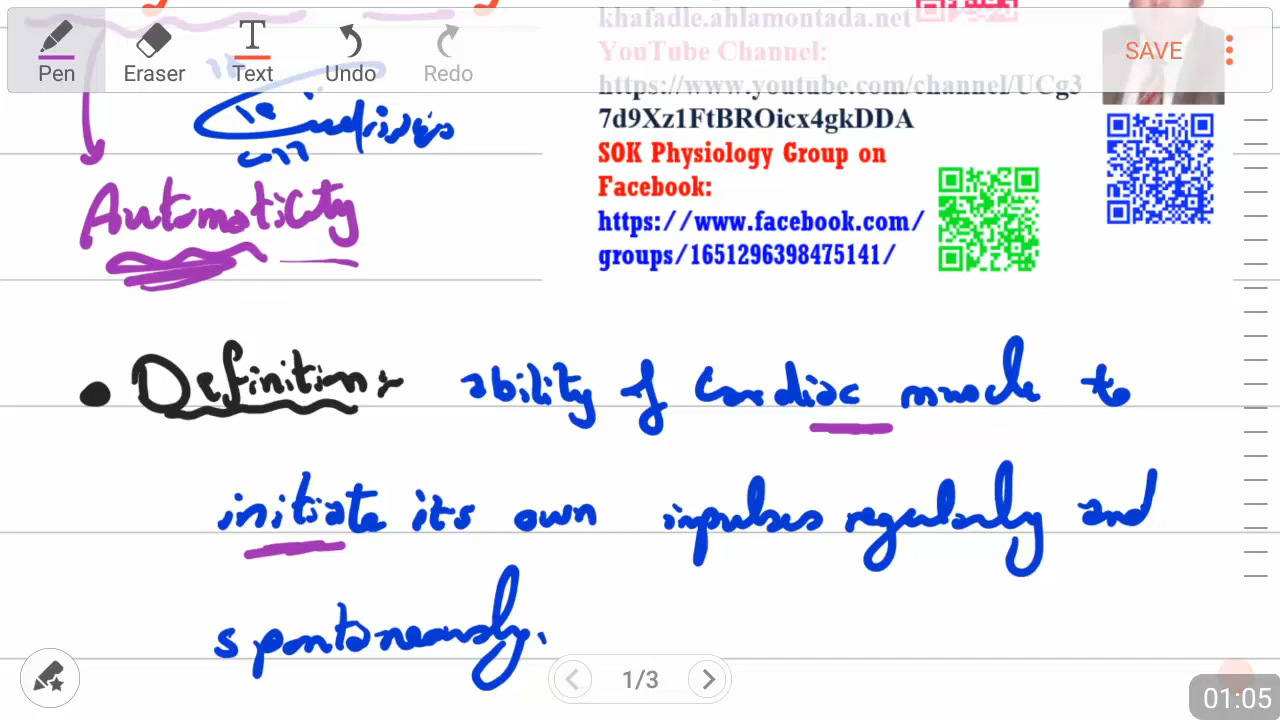 khafadle.ahlamontada.net
YouTube Channel:
https://www.youtube.com/channel/UCg3
7d9Xz1FtBROicx4gkDDA
SOK Physiology Group on
Facebook:
https://www.facebook.com/
groups/1651296398475141/
Pen
Eraser
Text
Undo
Redo
SAVE
Automaticity
Definition:
ability of cardiac muscle to
initiate its own impulses regularly and
spontaneously.
1/3
01:05